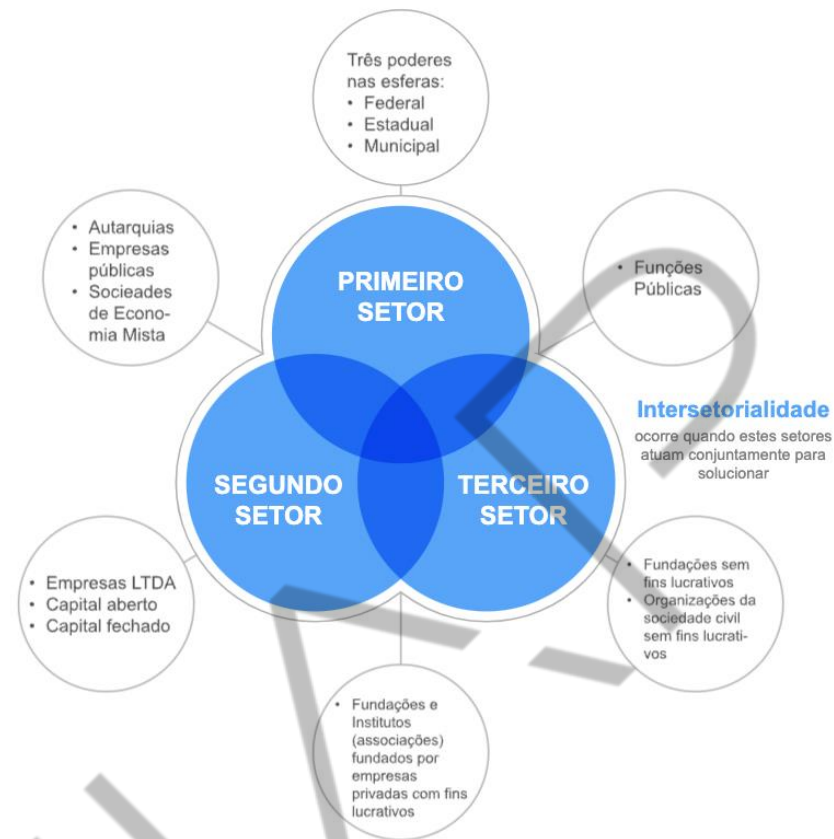 Três poderes
nas esferas:
• Federal
• Estadual
• Municipal
• Autarquias
• Empresas
públicas
• Socieades
de Econo-
mia Mista
PRIMEIRO
SETOR
• Funções
Públicas
Intersetorialidade
ocorre quando estes setores
atuam conjuntamente para
solucionar
SEGUNDO
SETOR
TERCEIRO
SETOR
• Empresas LTDA
• Capital aberto
• Capital fechado
• Fundações sem
fins lucrativos
• Organizações da
sociedade civil
sem fins lucrati-
vos
• Fundações e
Institutos
(associações)
fundados por
empresas
privadas com fins
lucrativos